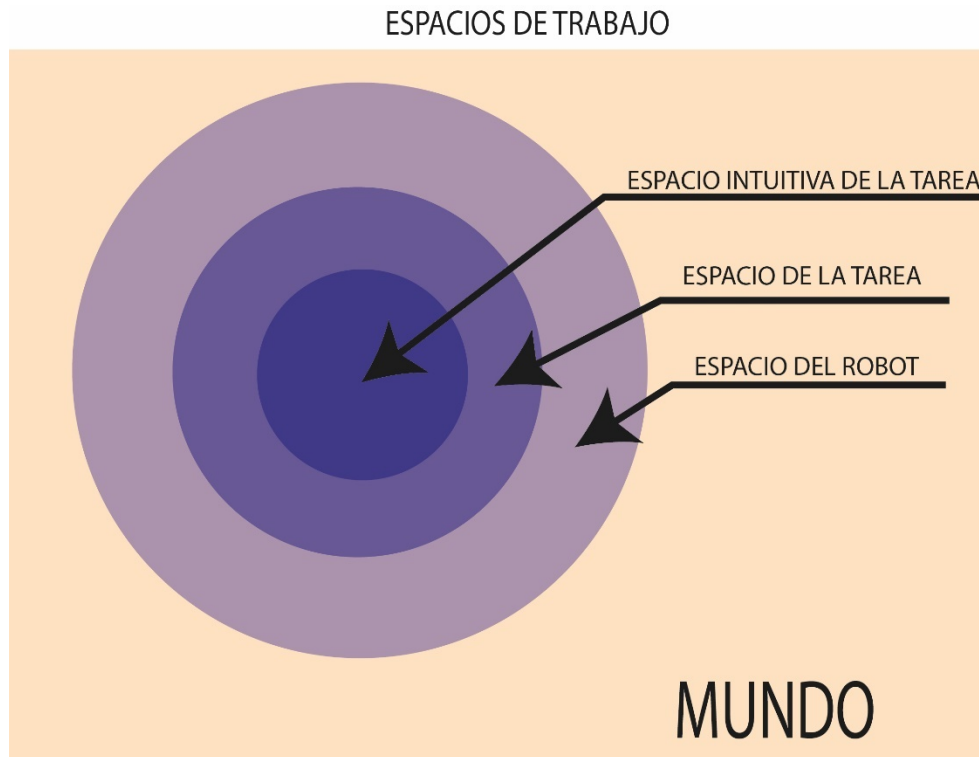 ESPACIOS DE TRABAJO
ESPACIO INTUITIVA DE LA TAREA
ESPACIO DE LA TAREA
ESPACIO DEL ROBOT
MUNDO